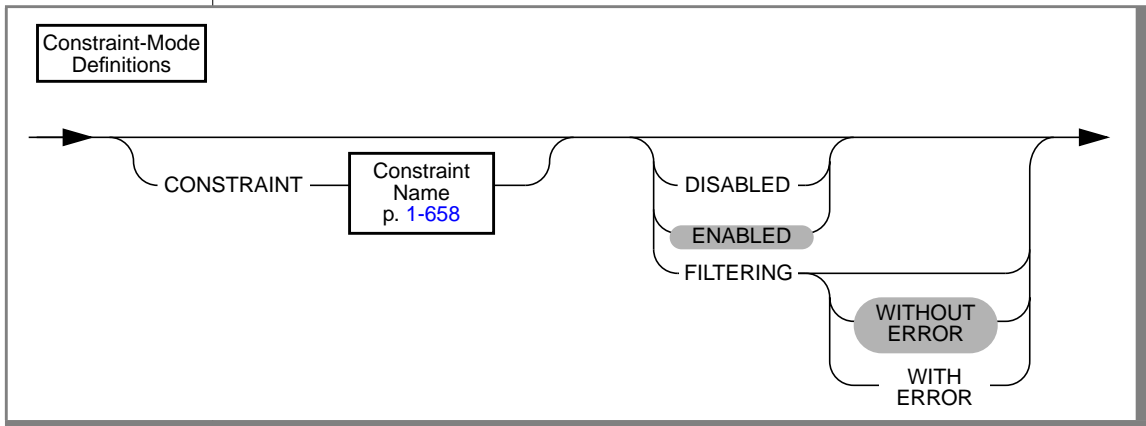 Constraint-Mode
Definitions
CONSTRAINT
Constraint
Name
p. 1-658
DISABLED
ENABLED
FILTERING
WITHOUT
ERROR
WITH
ERROR